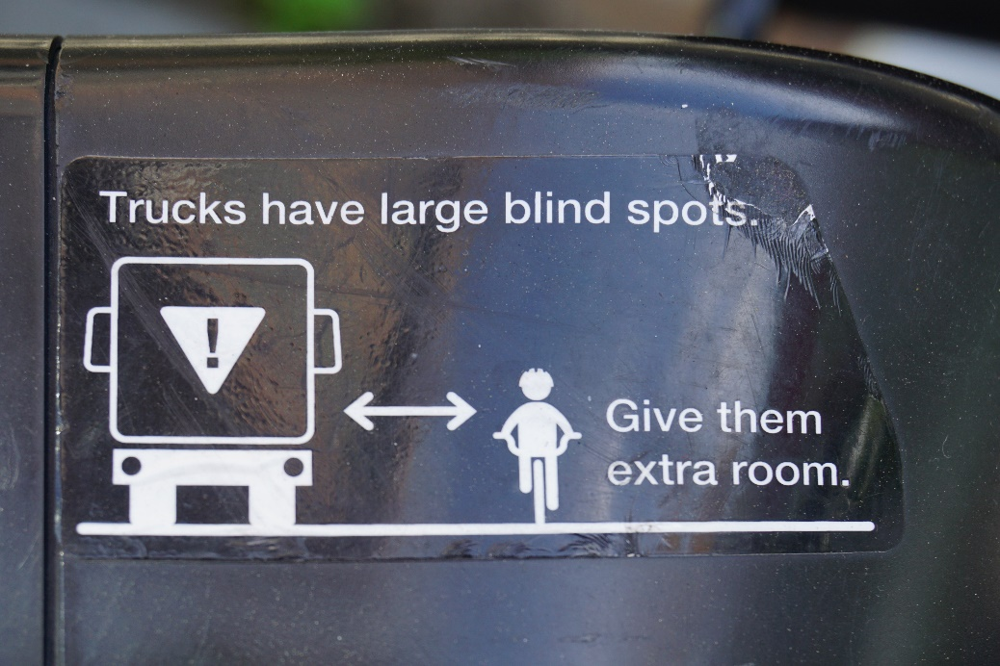 Trucks have large blind spots.
!
Give them
extra room.